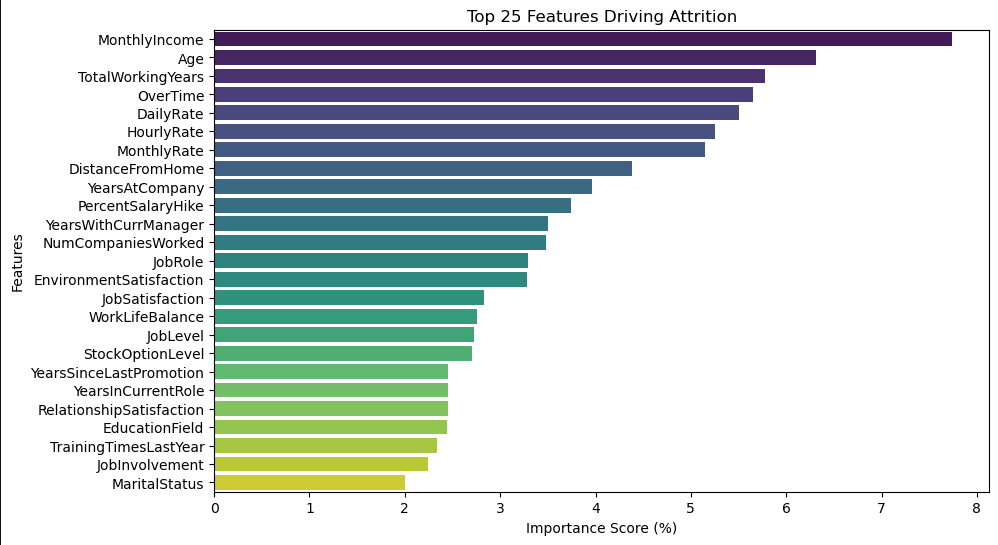 Top 25 Features Driving Attrition
MonthlyIncome
Age
TotalWorkingYears
OverTime
DailyRate
HourlyRate
MonthlyRate
DistanceFromHome
YearsAtCompany
PercentSalaryHike
YearsWithCurrManager
NumCompaniesWorked
JobRole
EnvironmentSatisfaction
JobSatisfaction
WorkLifeBalance
JobLevel
StockOptionLevel
YearsSinceLastPromotion
YearsInCurrentRole
RelationshipSatisfaction
EducationField
TrainingTimesLastYear
JobInvolvement
MaritalStatus
Features
0 1 2 3 4 5 6 7 8
Importance Score (%)